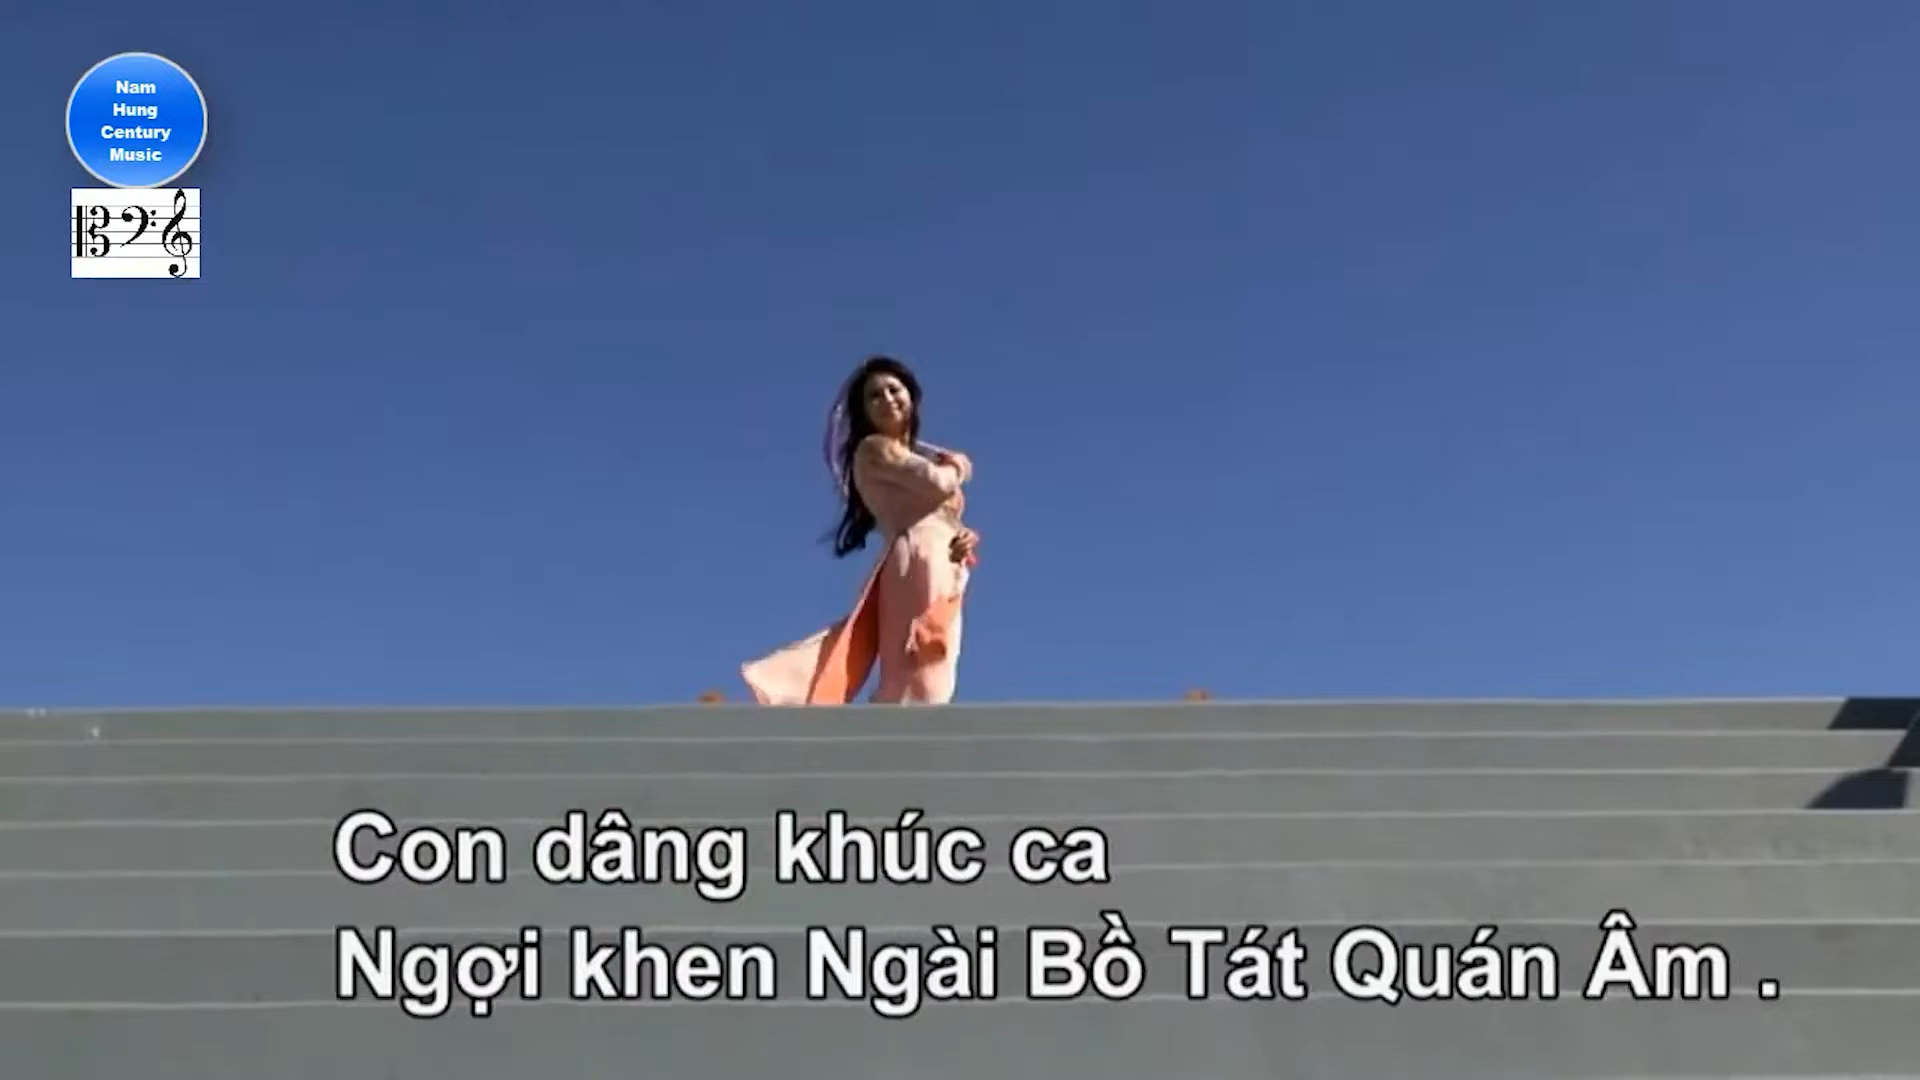 Nam
Hung
Century
Music
Con dâng khúc ca
Ngợi khen Ngài Bồ Tát Quán Âm .